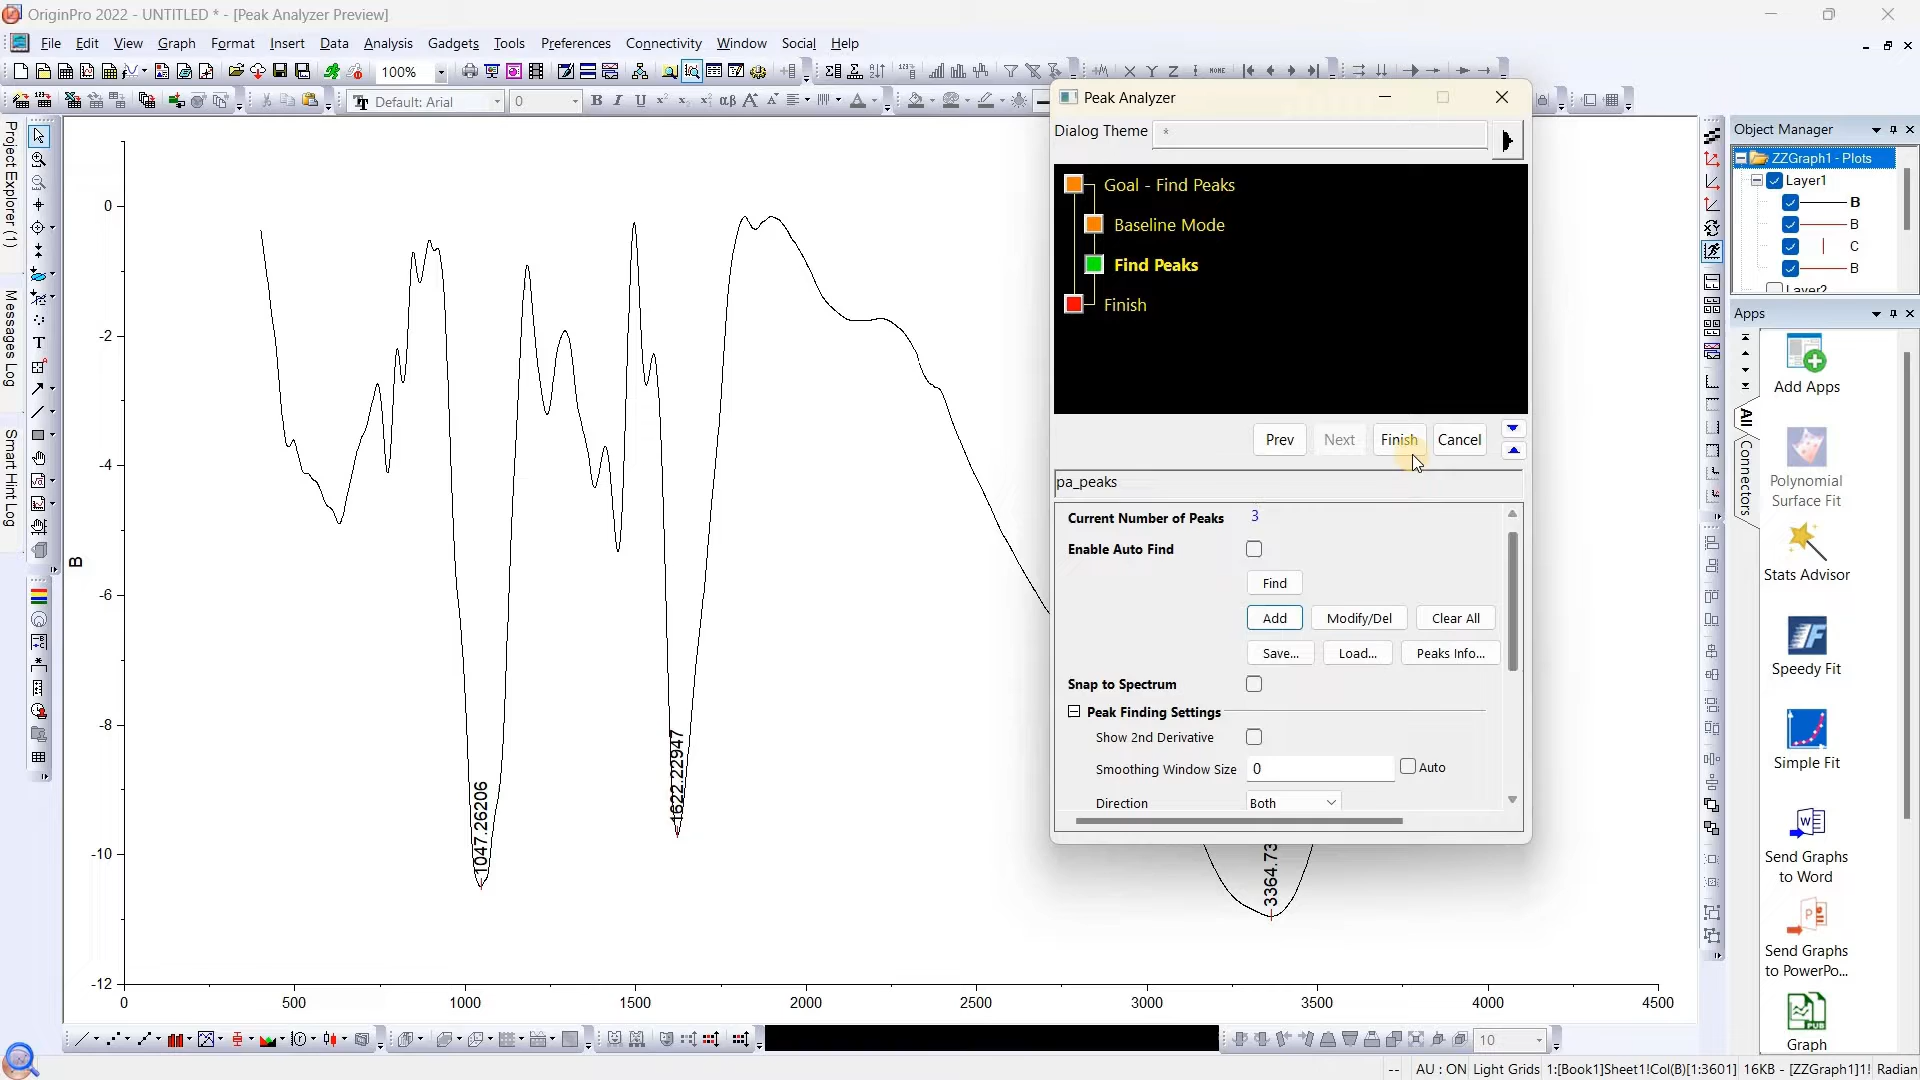 OriginPro 2022 - UNTITLED * - [Peak Analyzer Preview]
File Edit View Graph Format Insert Data Analysis Gadgets Tools Preferences Connectivity Window Social Help
100%
Default: Arial 0
Project Explorer (1)
Messages Log
Smart Hint Log
B
0
-2
-4
-6
-8
-10
-12
0 500 1000 1500 2000 2500 3000 3500 4000 4500
1047.26206
1622.22947
3364.73
Peak Analyzer
Dialog Theme *
Goal - Find Peaks
Baseline Mode
Find Peaks
Finish
Prev Next Finish Cancel
pa_peaks
Current Number of Peaks 3
Enable Auto Find
Find
Add Modify/Del Clear All
Save... Load... Peaks Info...
Snap to Spectrum
Peak Finding Settings
Show 2nd Derivative
Smoothing Window Size 0 Auto
Direction Both
Object Manager
ZZGraph1 - Plots
Layer1
B
B
C
B
Layer2
Apps
All
Connectors
Add Apps
Polynomial
Surface Fit
Stats Advisor
Speedy Fit
Simple Fit
Send Graphs
to Word
Send Graphs
to PowerPo...
Graph
10
-- AU : ON Light Grids 1:[Book1]Sheet1!Col(B)[1:3601] 16KB - [ZZGraph1]1! Radian